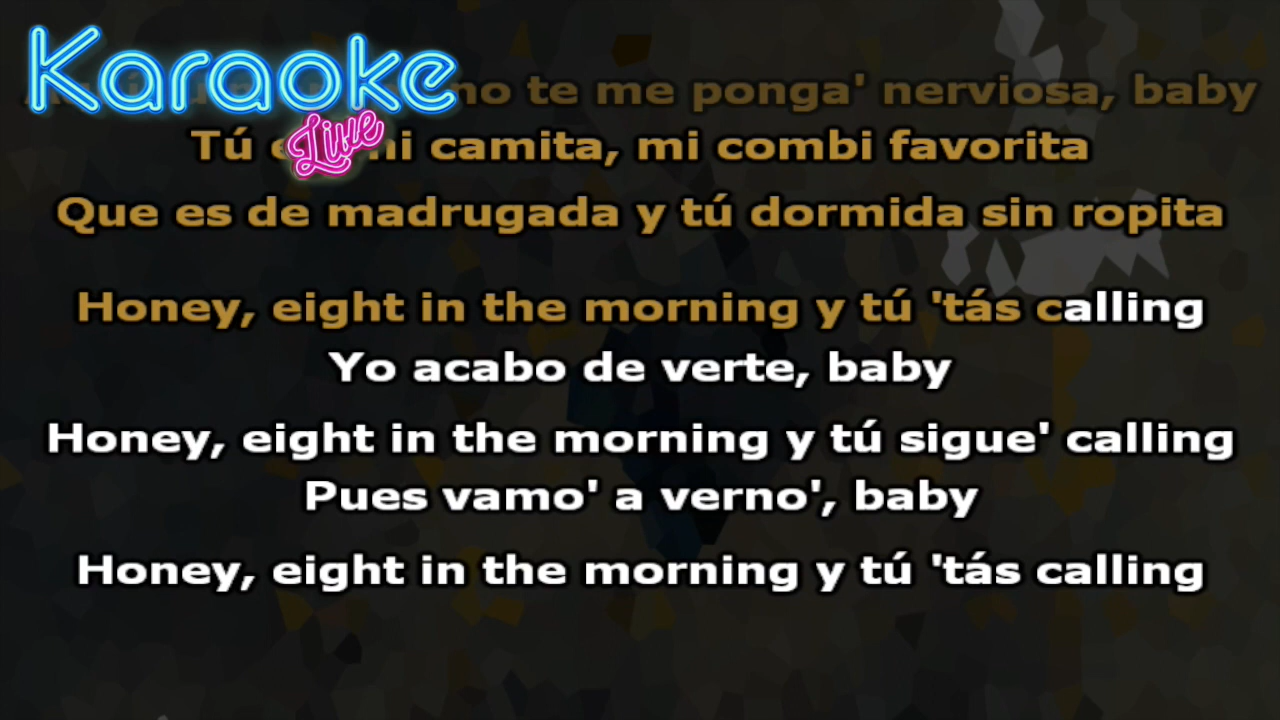 Karaoke
Live
no te me ponga' nerviosa, baby
Tú mi camita, mi combi favorita
Que es de madrugada y tú dormida sin ropita
Honey, eight in the morning y tú 'tás calling
Yo acabo de verte, baby
Honey, eight in the morning y tú sigue' calling
Pues vamo' a verno', baby
Honey, eight in the morning y tú 'tás calling